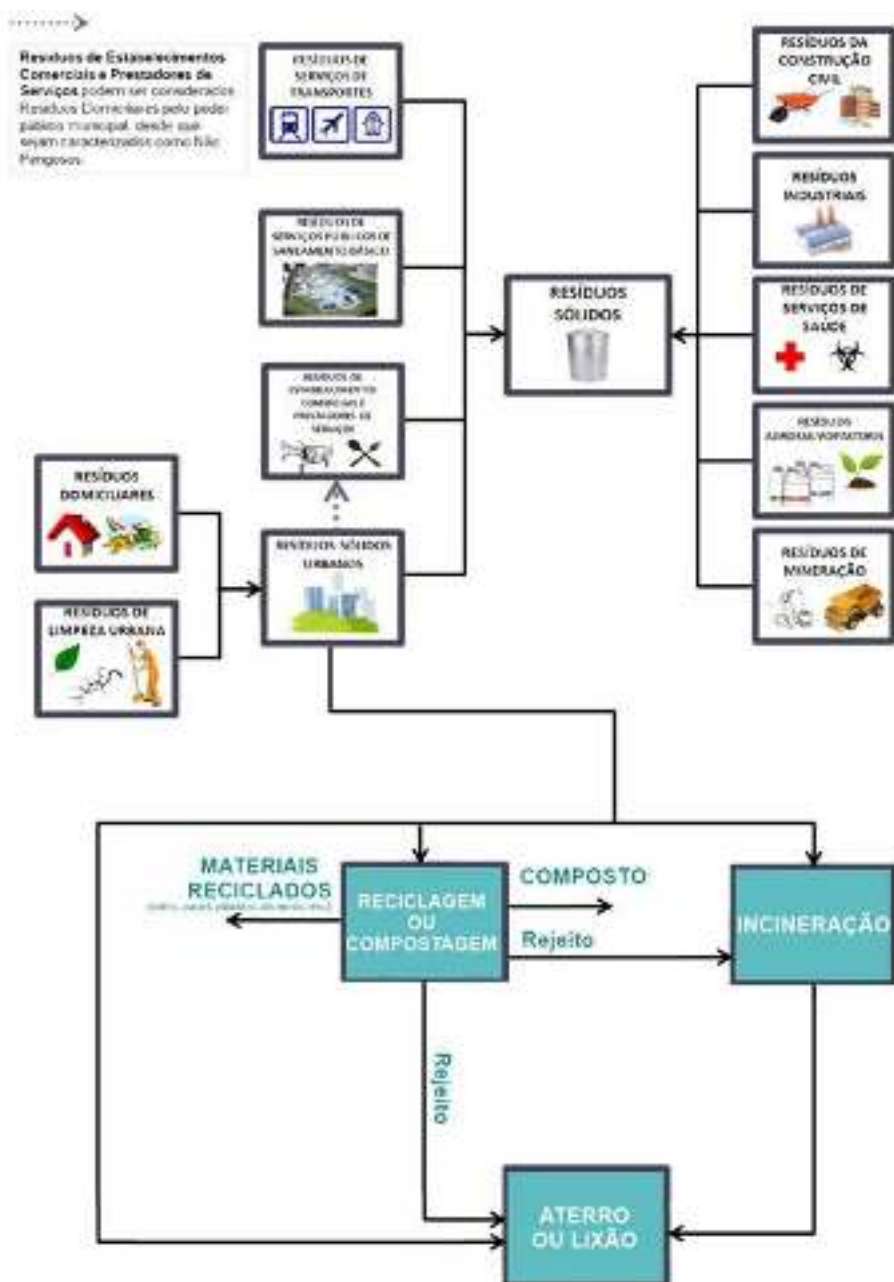 Resíduos de Estabelecimentos
Comerciais e Prestadores de
Serviços podem ser considerados
Resíduos Domiciliares pelo poder
público municipal, desde que
sejam caracterizados como Não
Perigosos.
RESÍDUOS DE
SERVIÇOS DE
TRANSPORTES
RESÍDUOS DE
SERVIÇOS PÚBLICOS DE
SANEAMENTO BÁSICO
RESÍDUOS DE
PRESTADORES DE
SERVIÇOS
RESÍDUOS
DOMICILIARES
RESÍDUOS DE
LIMPEZA URBANA
RESÍDUOS SÓLIDOS
URBANOS
RESÍDUOS
SÓLIDOS
RESÍDUOS DA
CONSTRUÇÃO
CIVIL
RESÍDUOS
INDUSTRIAIS
RESÍDUOS DE
SERVIÇOS DE
SAÚDE
RESÍDUOS
RESÍDUOS DE
MINERAÇÃO
MATERIAIS
RECICLADOS
RECICLAGEM
OU
COMPOSTAGEM
COMPOSTO
Rejeito
INCINERAÇÃO
Rejeito
ATERRO
OU LIXÃO